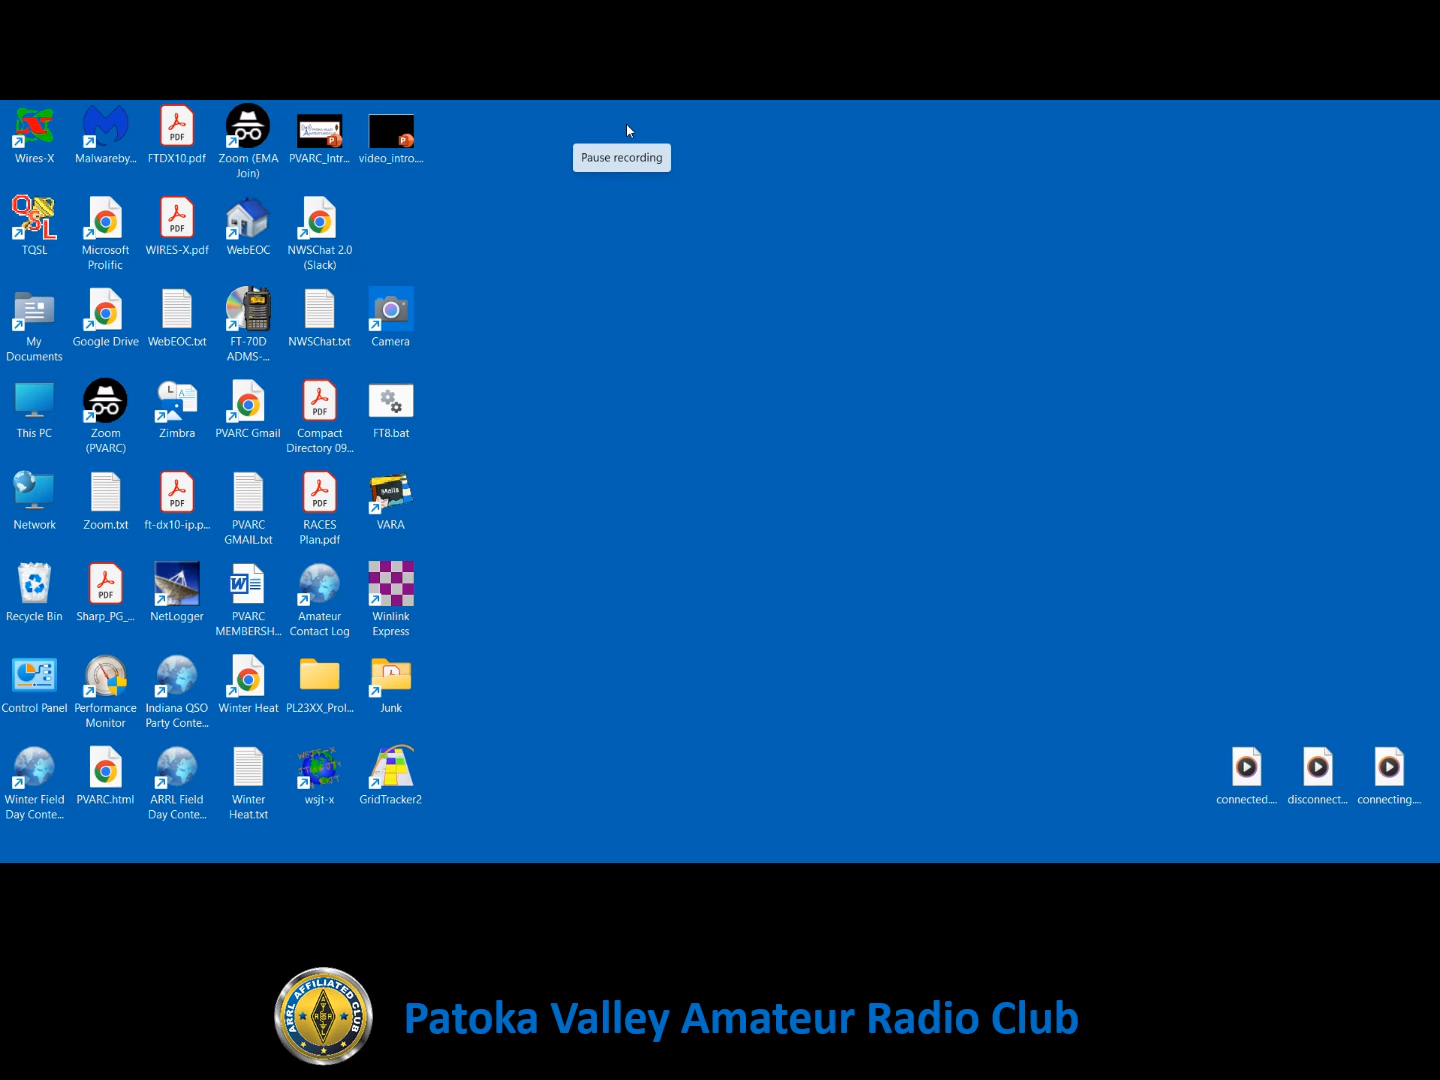 Wires-X
Malwareby...
FTDX10.pdf
Zoom (EMA
Join)
PVARC_Intr...
video_intro....
Pause recording
TQSL
Microsoft
Prolific
WIRES-X.pdf
WebEOC
NWSChat 2.0
(Slack)
My
Documents
Google Drive
WebEOC.txt
FT-70D
ADMS-...
NWSChat.txt
Camera
This PC
Zoom
(PVARC)
Zimbra
PVARC Gmail
Compact
Directory 09...
FT8.bat
Network
Zoom.txt
ft-dx10-ip.p...
PVARC
GMAIL.txt
RACES
Plan.pdf
VARA
Recycle Bin
Sharp_PG_...
NetLogger
PVARC
MEMBERSH...
Amateur
Contact Log
Winlink
Express
Control Panel
Performance
Monitor
Indiana QSO
Party Conte...
Winter Heat
PL23XX_Prol...
Junk
Winter Field
Day Conte...
PVARC.html
ARRL Field
Day Conte...
Winter
Heat.txt
wsjt-x
GridTracker2
connected....
disconnect...
connecting....
ARRL AFFILIATED CLUB
Patoka Valley Amateur Radio Club